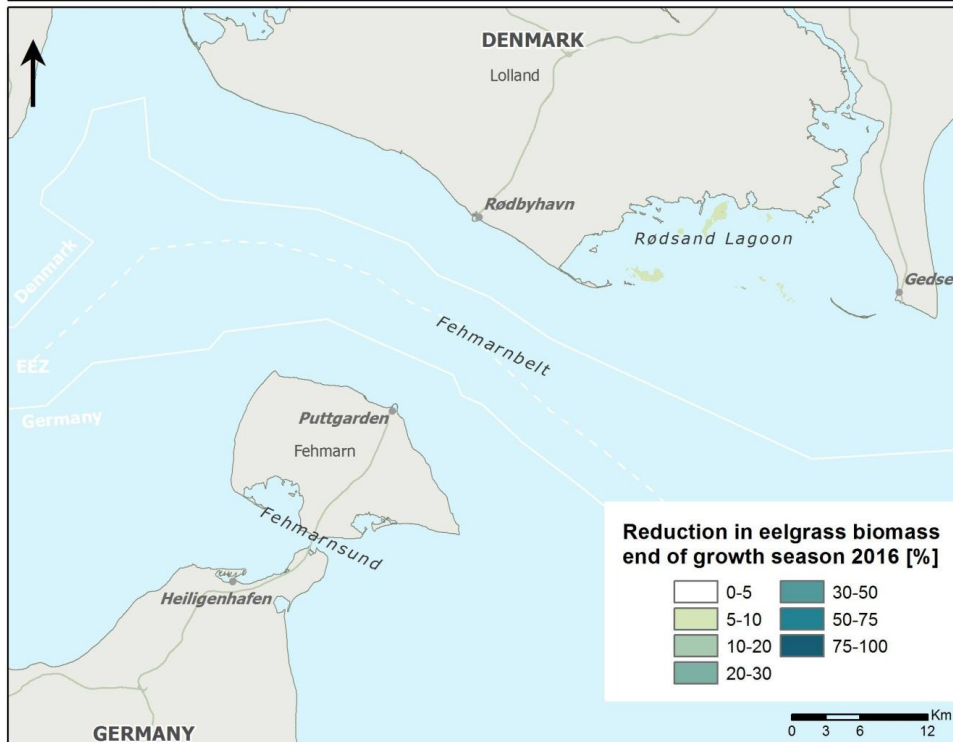 DENMARK
Lolland
Rødbyhavn
Rødsand Lagoon
Gedse
Denmark
Fehmarnbelt
EEZ
Germany
Puttgarden
Fehmarn
Fehmarnsund
Heiligenhafen
GERMANY
Reduction in eelgrass biomass
end of growth season 2016 [%]
0-5
5-10
10-20
20-30
30-50
50-75
75-100
Km
0 3 6 12